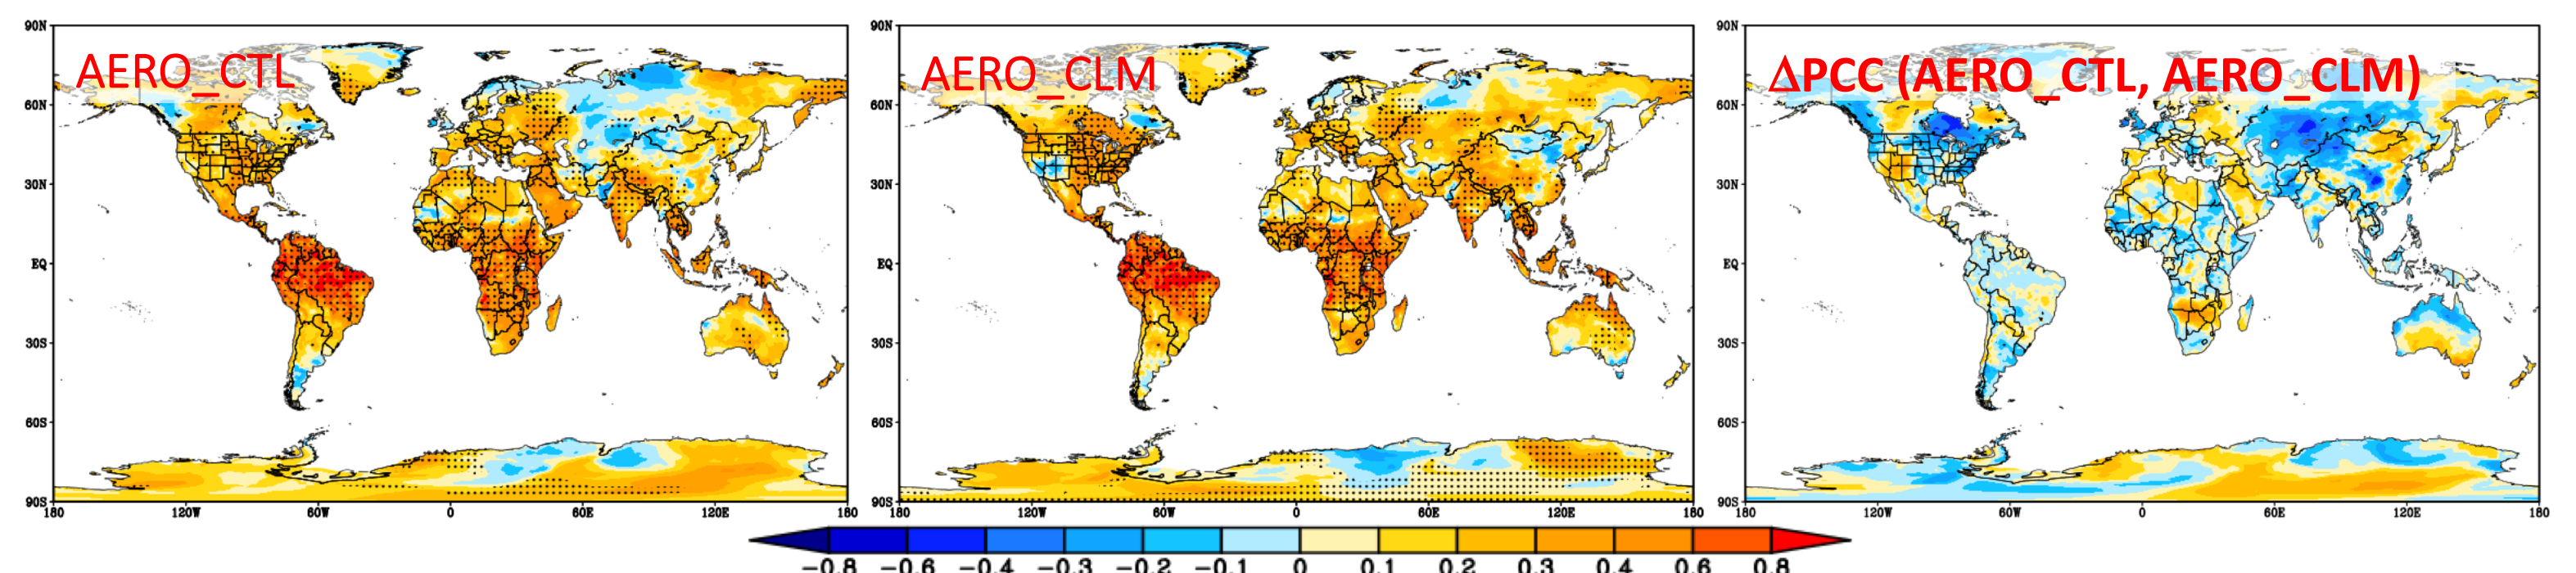 AERO_CTL
90N
60N
30N
EQ
30S
60S
90S
180 120W 60W 0 60E 120E 180
AERO_CLM
90N
60N
30N
EQ
30S
60S
90S
180 120W 60W 0 60E 120E 180
ΔPCC (AERO_CTL, AERO_CLM)
90N
60N
30N
EQ
30S
60S
90S
180 120W 60W 0 60E 120E 180
-0.8 -0.6 -0.4 -0.3 -0.2 -0.1 0 0.1 0.2 0.3 0.4 0.6 0.8